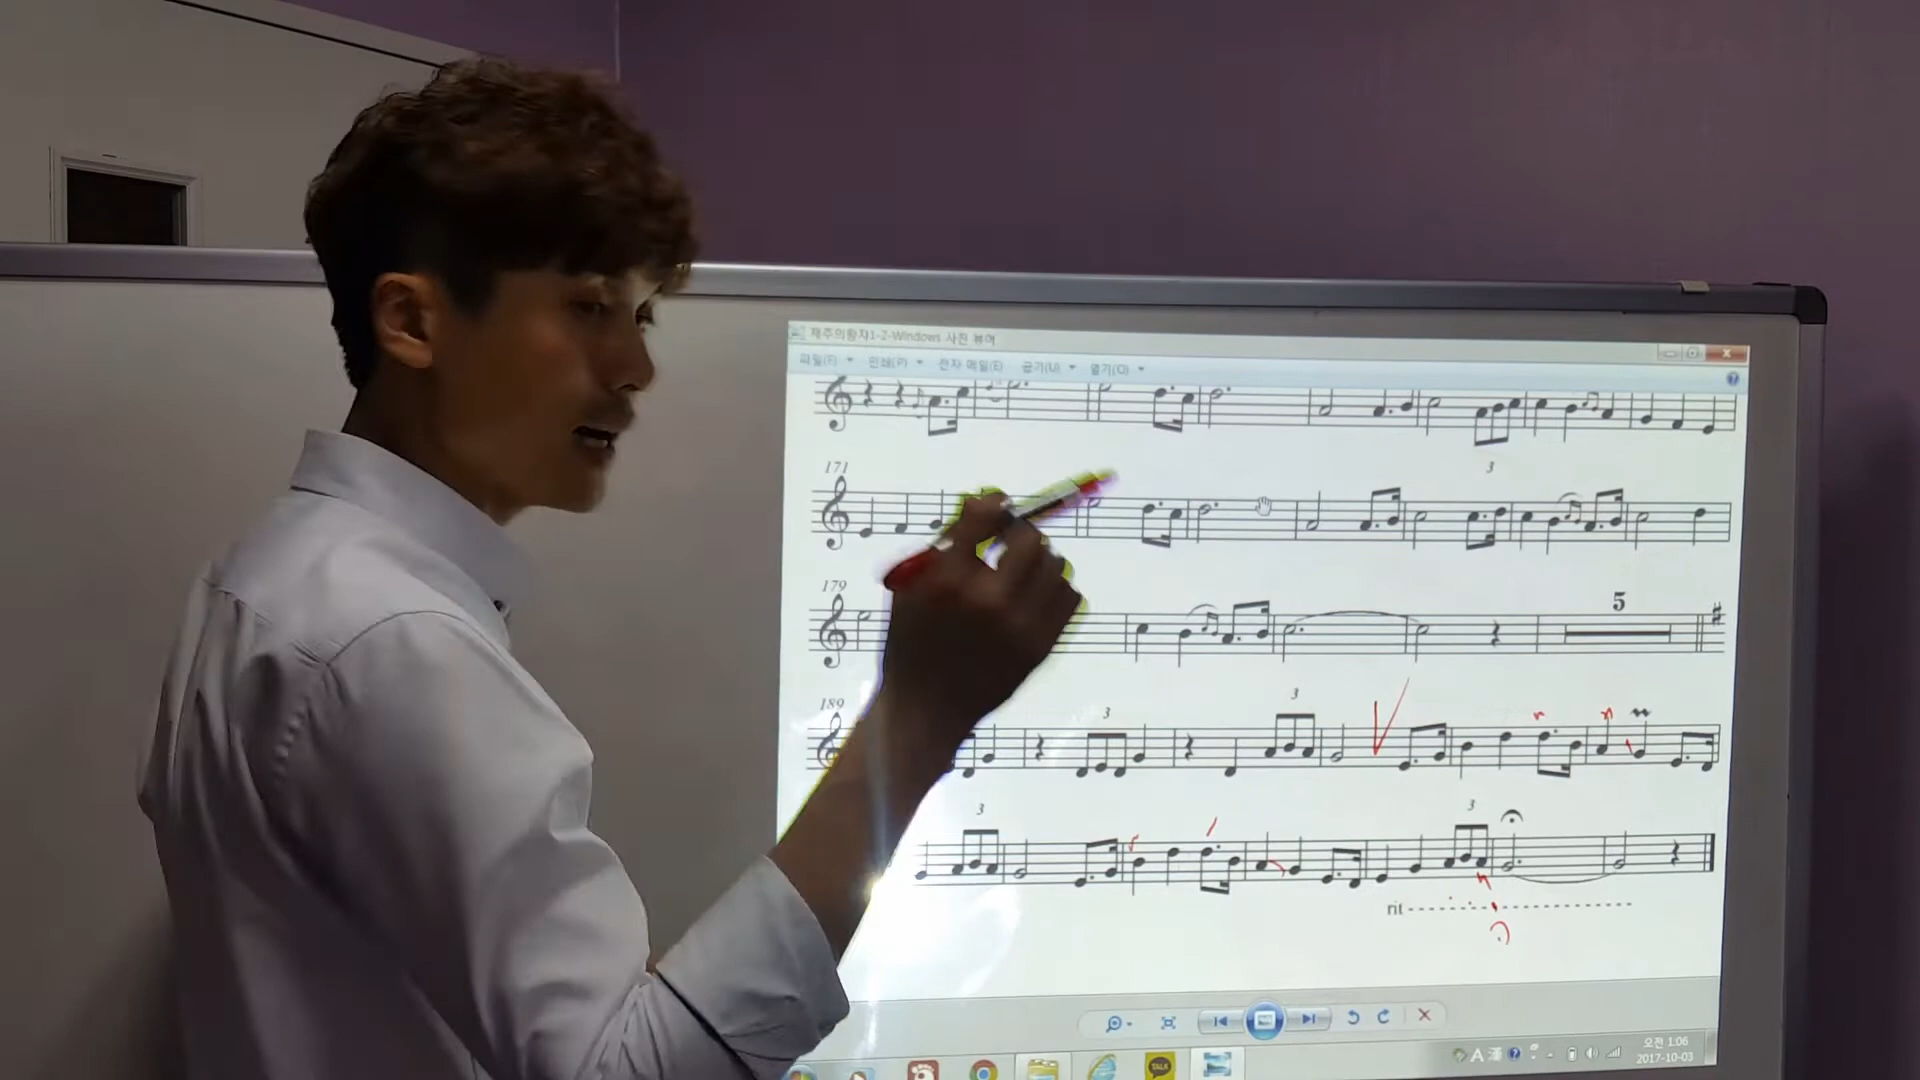 제주의왕자1-2-Windows 사진 뷰어
파일(F) 인쇄(P) 전자 메일(E) 굽기(U) 열기(O)
3
171
179
5
189
3
3
3
3
rit
TALK
A 漢
오전 1:06
2017-10-03